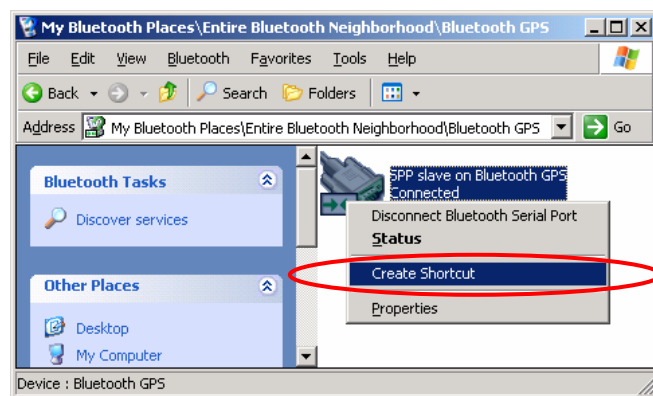 My Bluetooth Places\Entire Bluetooth Neighborhood\Bluetooth GPS
File Edit View Bluetooth Favorites Tools Help
Back Search Folders
Address My Bluetooth Places\Entire Bluetooth Neighborhood\Bluetooth GPS Go
Bluetooth Tasks
Discover services
Other Places
Desktop
My Computer
SPP slave on Bluetooth GPS
Connected
Disconnect Bluetooth Serial Port
Status
Create Shortcut
Properties
Device : Bluetooth GPS